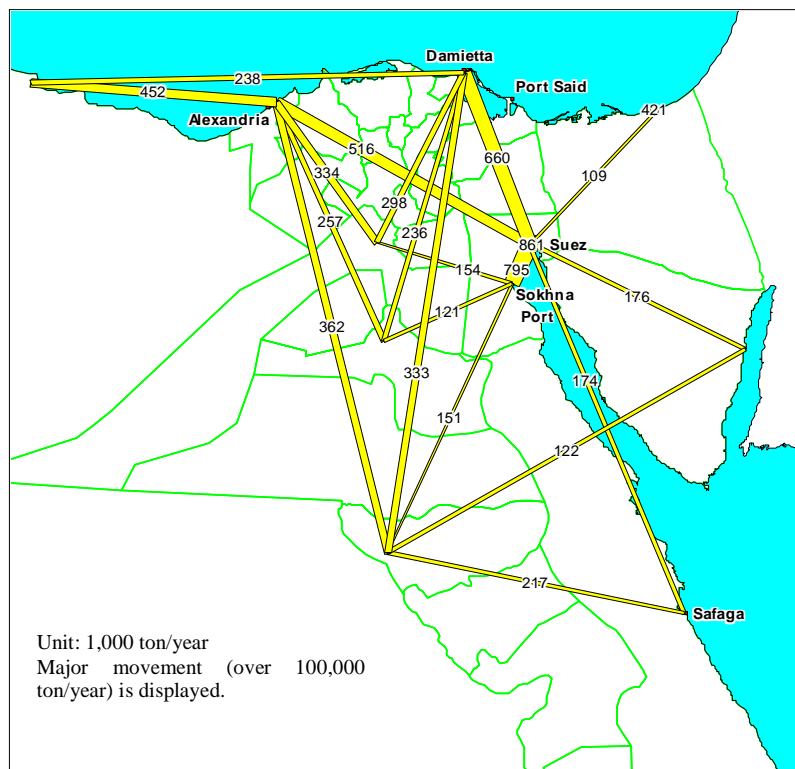 Damietta
238
Port Said
452
421
Alexandria
516
660
334
109
298
257
236
861 Suez
154
795
Sokhna
Port
176
121
362
333
174
151
122
217
Safaga
Unit: 1,000 ton/year
Major movement (over 100,000
ton/year) is displayed.